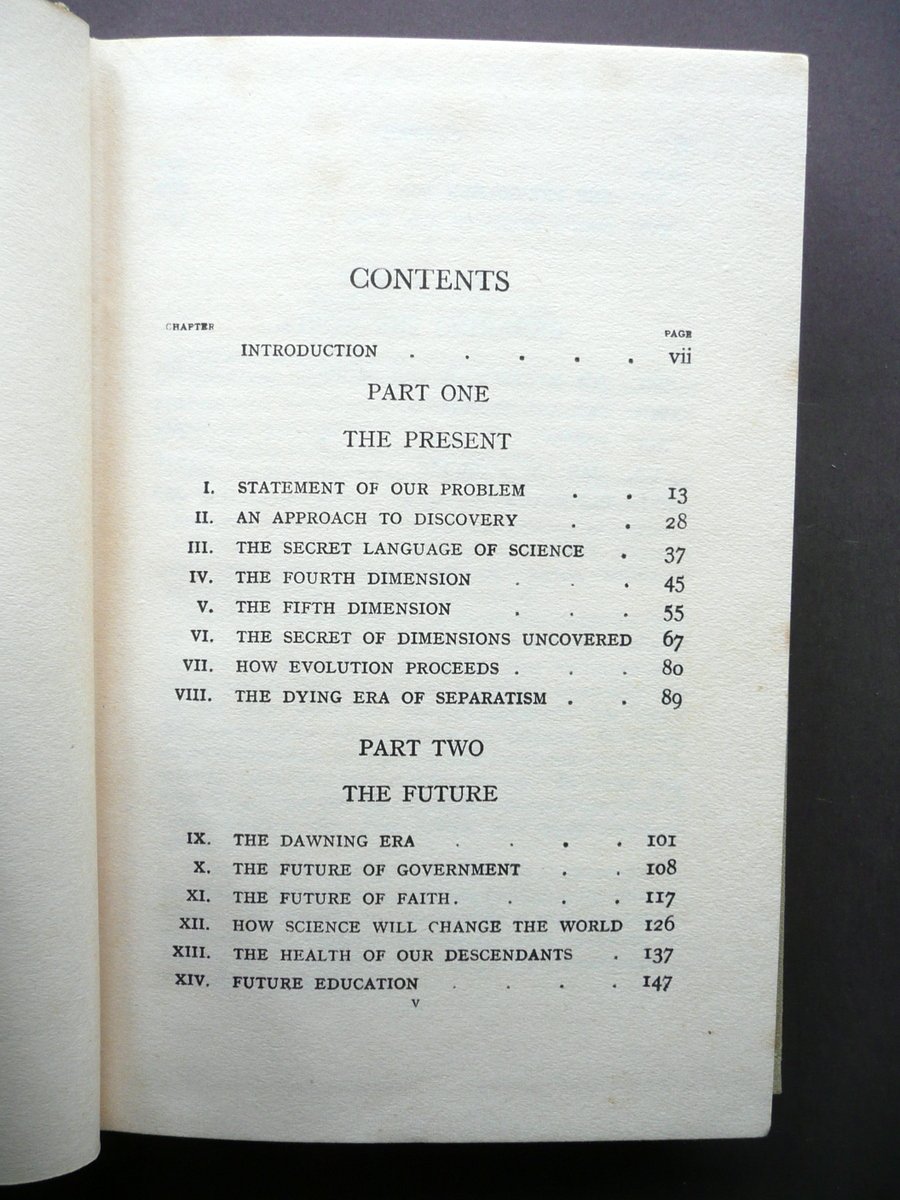 CONTENTS
CHAPTER PAGE
INTRODUCTION . . . . . vii
PART ONE
THE PRESENT
I. STATEMENT OF OUR PROBLEM . . 13
II. AN APPROACH TO DISCOVERY . . 28
III. THE SECRET LANGUAGE OF SCIENCE . 37
IV. THE FOURTH DIMENSION . . . 45
V. THE FIFTH DIMENSION . . . 55
VI. THE SECRET OF DIMENSIONS UNCOVERED 67
VII. HOW EVOLUTION PROCEEDS . . . 80
VIII. THE DYING ERA OF SEPARATISM . . 89
PART TWO
THE FUTURE
IX. THE DAWNING ERA . . . . 101
X. THE FUTURE OF GOVERNMENT . . 108
XI. THE FUTURE OF FAITH . . . . 117
XII. HOW SCIENCE WILL CHANGE THE WORLD 126
XIII. THE HEALTH OF OUR DESCENDANTS . 137
XIV. FUTURE EDUCATION . . . . 147
v